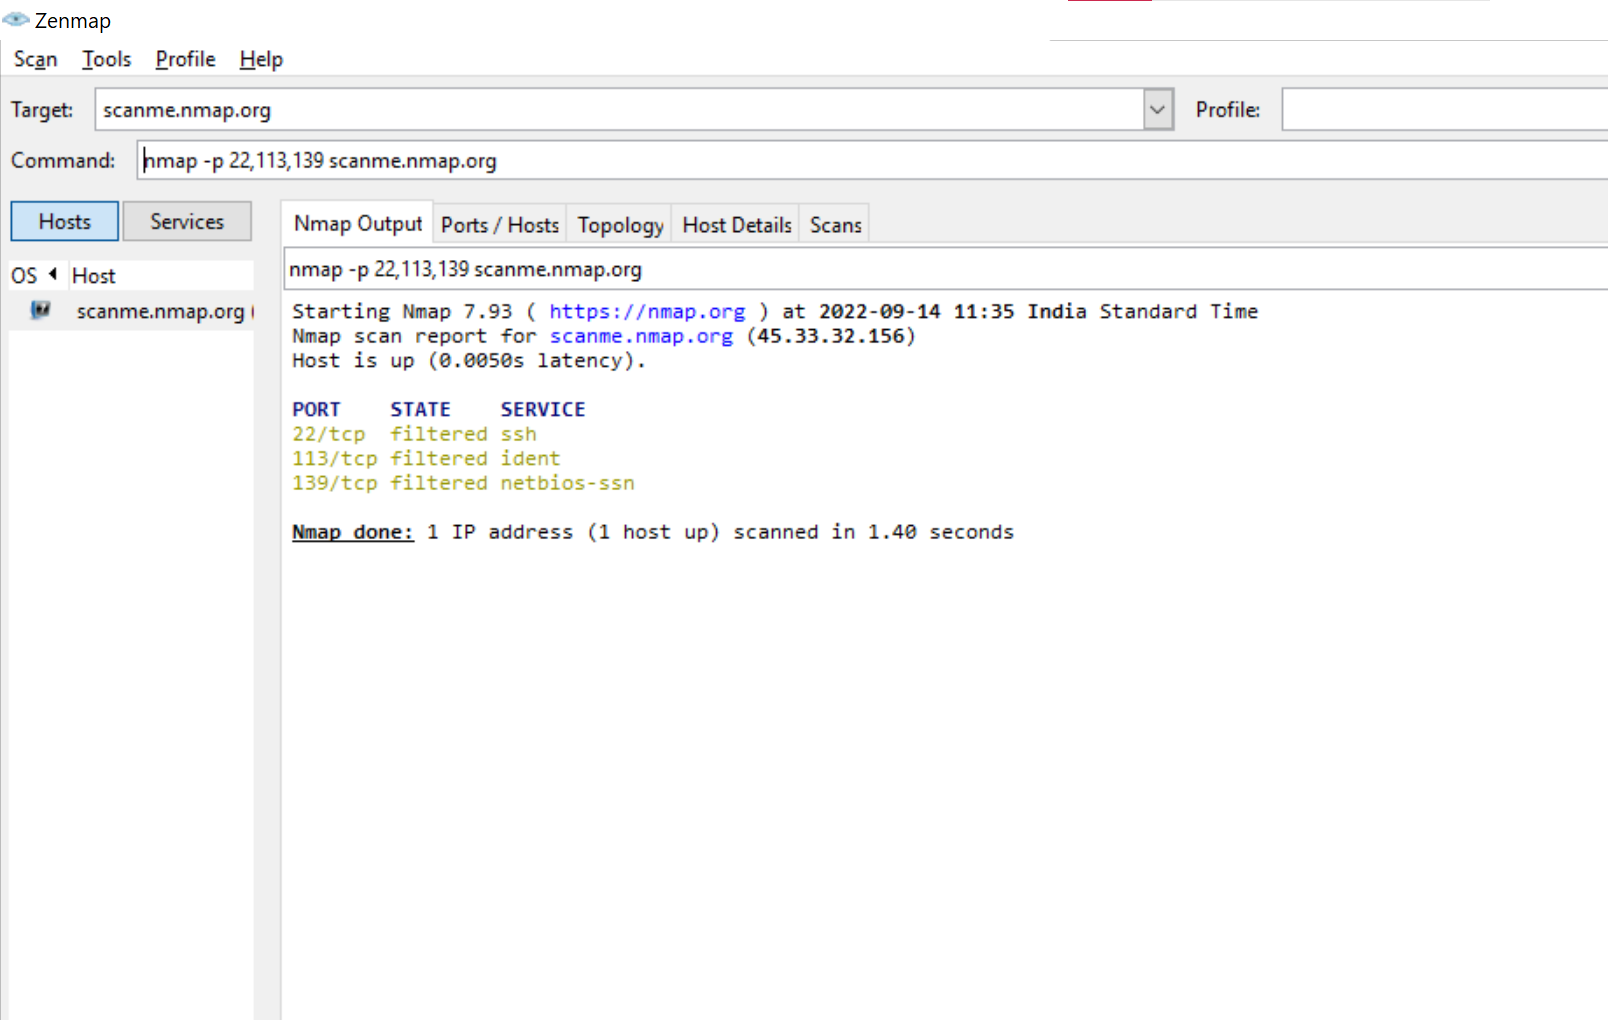 Zenmap
Scan Tools Profile Help
Target: scanme.nmap.org Profile:
Command: nmap -p 22,113,139 scanme.nmap.org
Hosts Services
Nmap Output Ports / Hosts Topology Host Details Scans
OS Host
nmap -p 22,113,139 scanme.nmap.org
scanme.nmap.org (
Starting Nmap 7.93 ( https://nmap.org ) at 2022-09-14 11:35 India Standard Time
Nmap scan report for scanme.nmap.org (45.33.32.156)
Host is up (0.0050s latency).
PORT STATE SERVICE
22/tcp filtered ssh
113/tcp filtered ident
139/tcp filtered netbios-ssn
Nmap done: 1 IP address (1 host up) scanned in 1.40 seconds